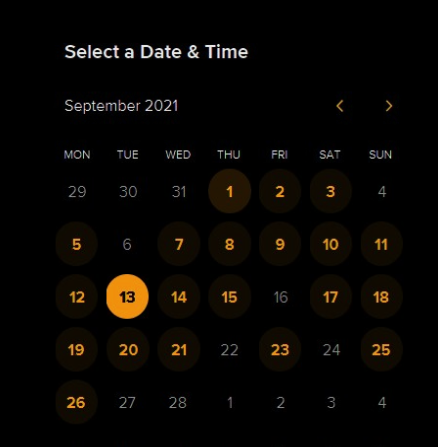 Select a Date & Time
September 2021 < >
MON TUE WED THU FRI SAT SUN
29 30 31 1 2 3 4
5 6 7 8 9 10 11
12 13 14 15 16 17 18
19 20 21 22 23 24 25
26 27 28 1 2 3 4